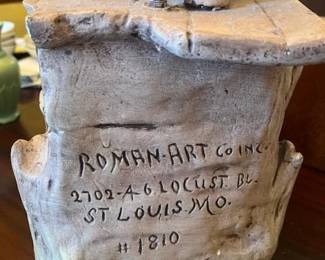 ROMAN-ART CO INC.
2702-4-6 LOCUST BL.
ST LOUIS. MO.
# 1810